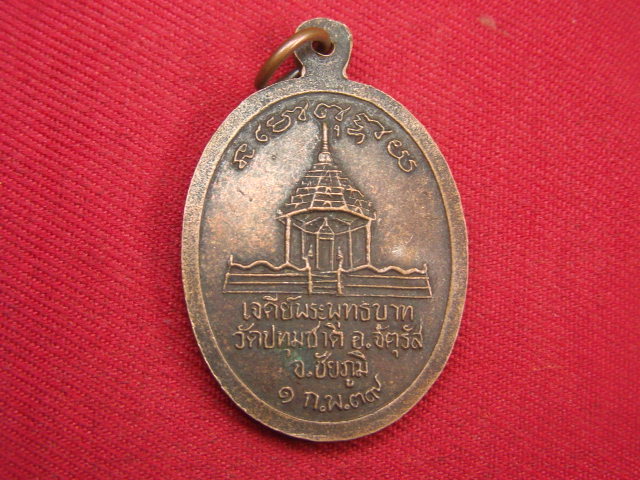 เจดีย์พระพุทธบาท
วัดปทุมชาติ อ.จัตุรัส
จ.ชัยภูมิ
๑ ก.พ.๓๙